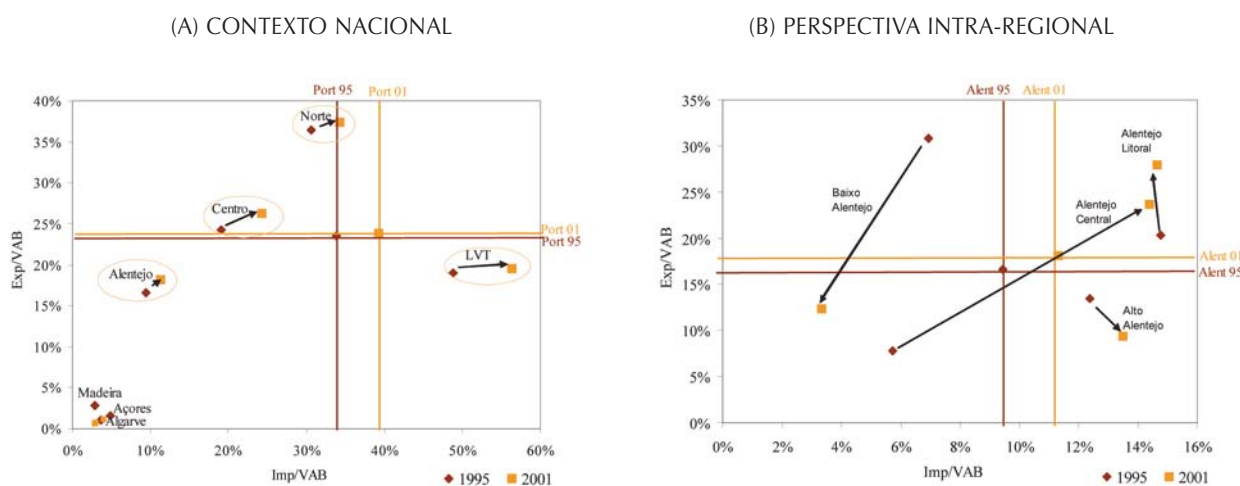 (A) CONTEXTO NACIONAL
Port 95 Port 01
40%
35%
30%
25%
20%
15%
10%
5%
0%
Exp/VAB
Norte
Centro
Port 01
Port 95
LVT
Alentejo
Madeira
Açores
Algarve
0% 10% 20% 30% 40% 50% 60%
Imp/VAB
1995 2001
(B) PERSPECTIVA INTRA-REGIONAL
Alent 95 Alent 01
35%
30%
25%
20%
15%
10%
5%
0%
Exp/VAB
Alentejo
Litoral
Baixo
Alentejo
Alentejo
Central
Alent 01
Alent 95
Alto
Alentejo
0% 2% 4% 6% 8% 10% 12% 14% 16%
Imp/VAB
1995 2001